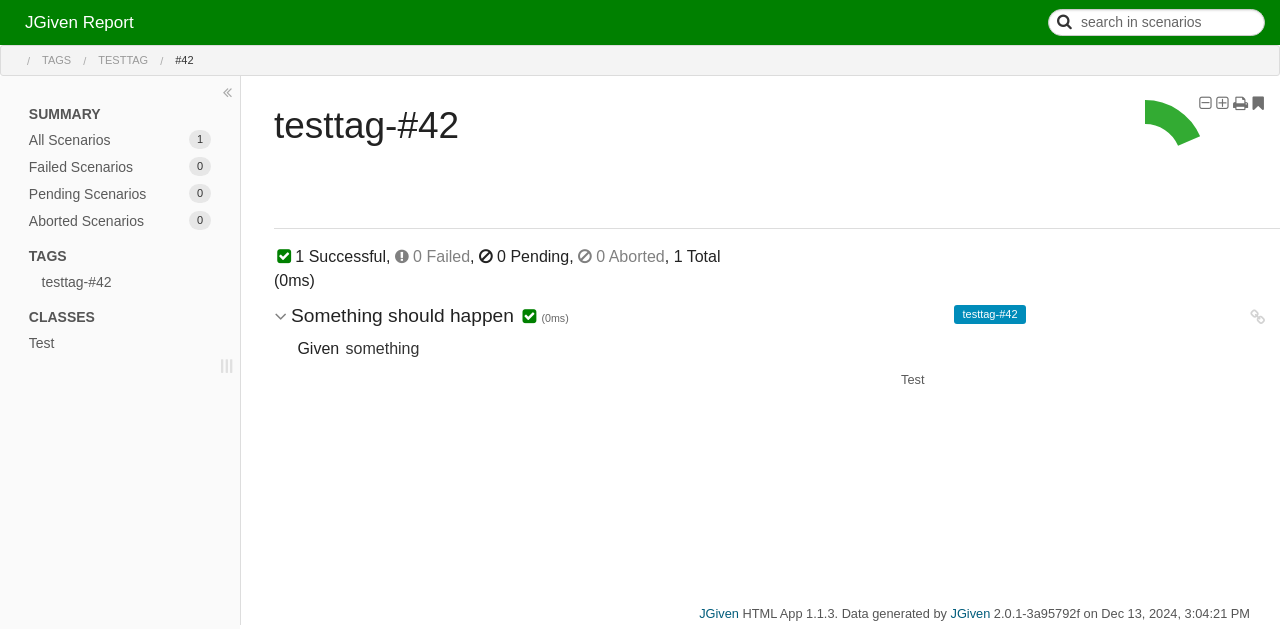 JGiven Report
search in scenarios
/ TAGS / TESTTAG / #42
SUMMARY
All Scenarios 1
Failed Scenarios 0
Pending Scenarios 0
Aborted Scenarios 0
TAGS
testtag-#42
CLASSES
Test
testtag-#42
1 Successful, 0 Failed, 0 Pending, 0 Aborted, 1 Total
(0ms)
Something should happen (0ms) testtag-#42
Given something
Test
JGiven HTML App 1.1.3. Data generated by JGiven 2.0.1-3a95792f on Dec 13, 2024, 3:04:21 PM